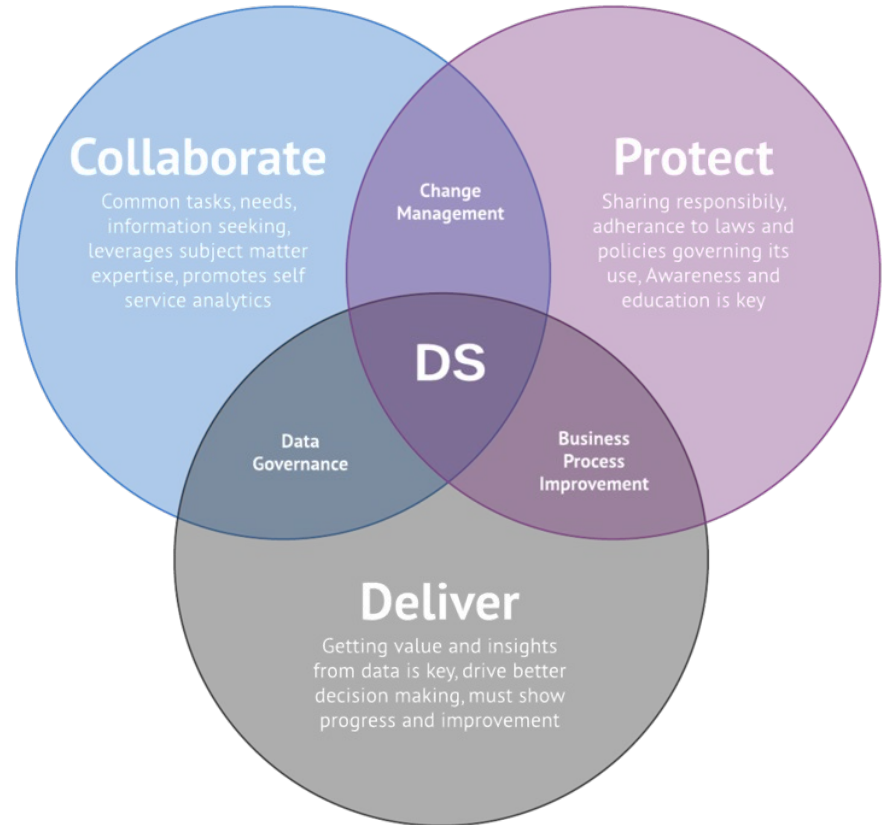 Collaborate
Common tasks, needs,
information seeking,
leverages subject matter
expertise, promotes self
service analytics
Change
Management
Protect
Sharing responsibily,
adherance to laws and
policies governing its
use, Awareness and
education is key
DS
Data
Governance
Business
Process
Improvement
Deliver
Getting value and insights
from data is key, drive better
decision making, must show
progress and improvement